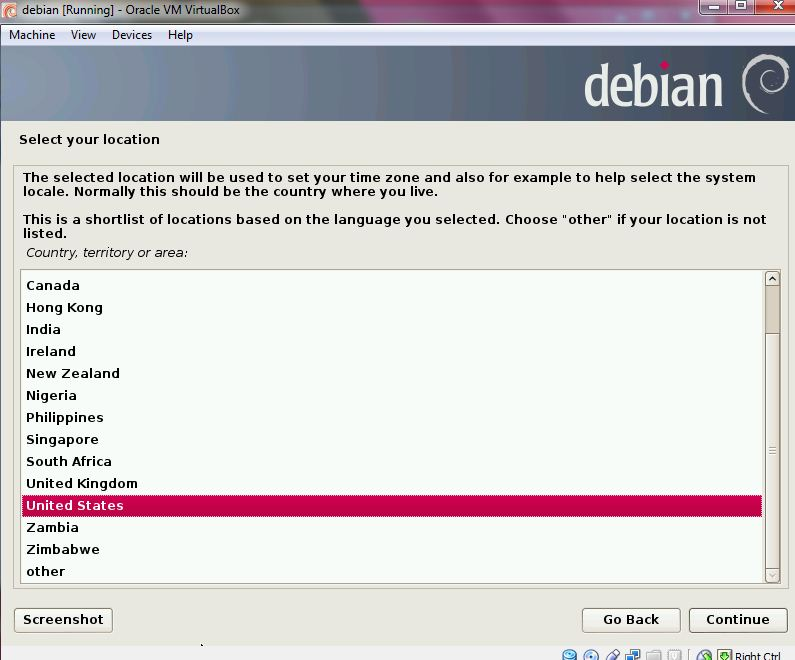 debian [Running] - Oracle VM VirtualBox
Machine View Devices Help
debian
Select your location
The selected location will be used to set your time zone and also for example to help select the system
locale. Normally this should be the country where you live.
This is a shortlist of locations based on the language you selected. Choose "other" if your location is not
listed.
Country, territory or area:
Canada
Hong Kong
India
Ireland
New Zealand
Nigeria
Philippines
Singapore
South Africa
United Kingdom
United States
Zambia
Zimbabwe
other
Screenshot Go Back Continue
Right Ctrl